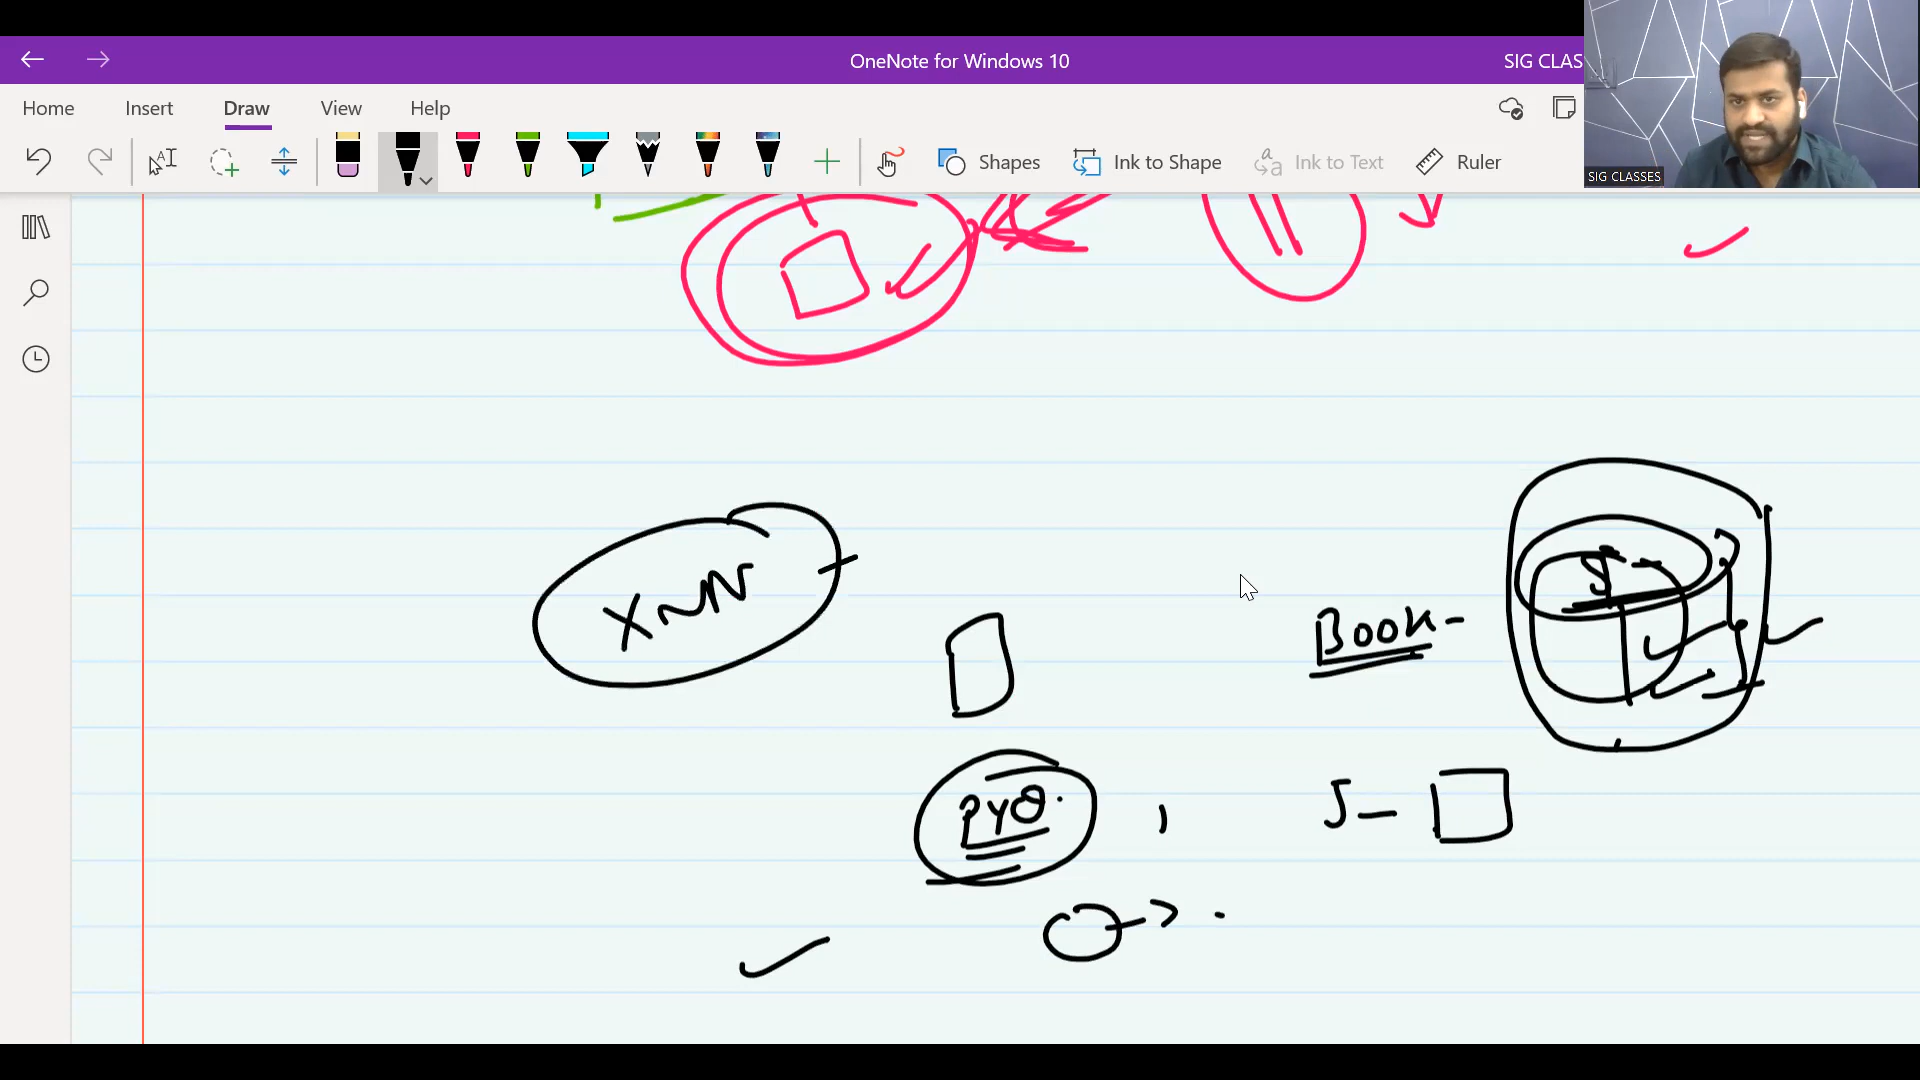 OneNote for Windows 10
SIG CLAS
Home Insert Draw View Help
Shapes Ink to Shape Ink to Text Ruler
SIG CLASSES
Book-
PYQ.